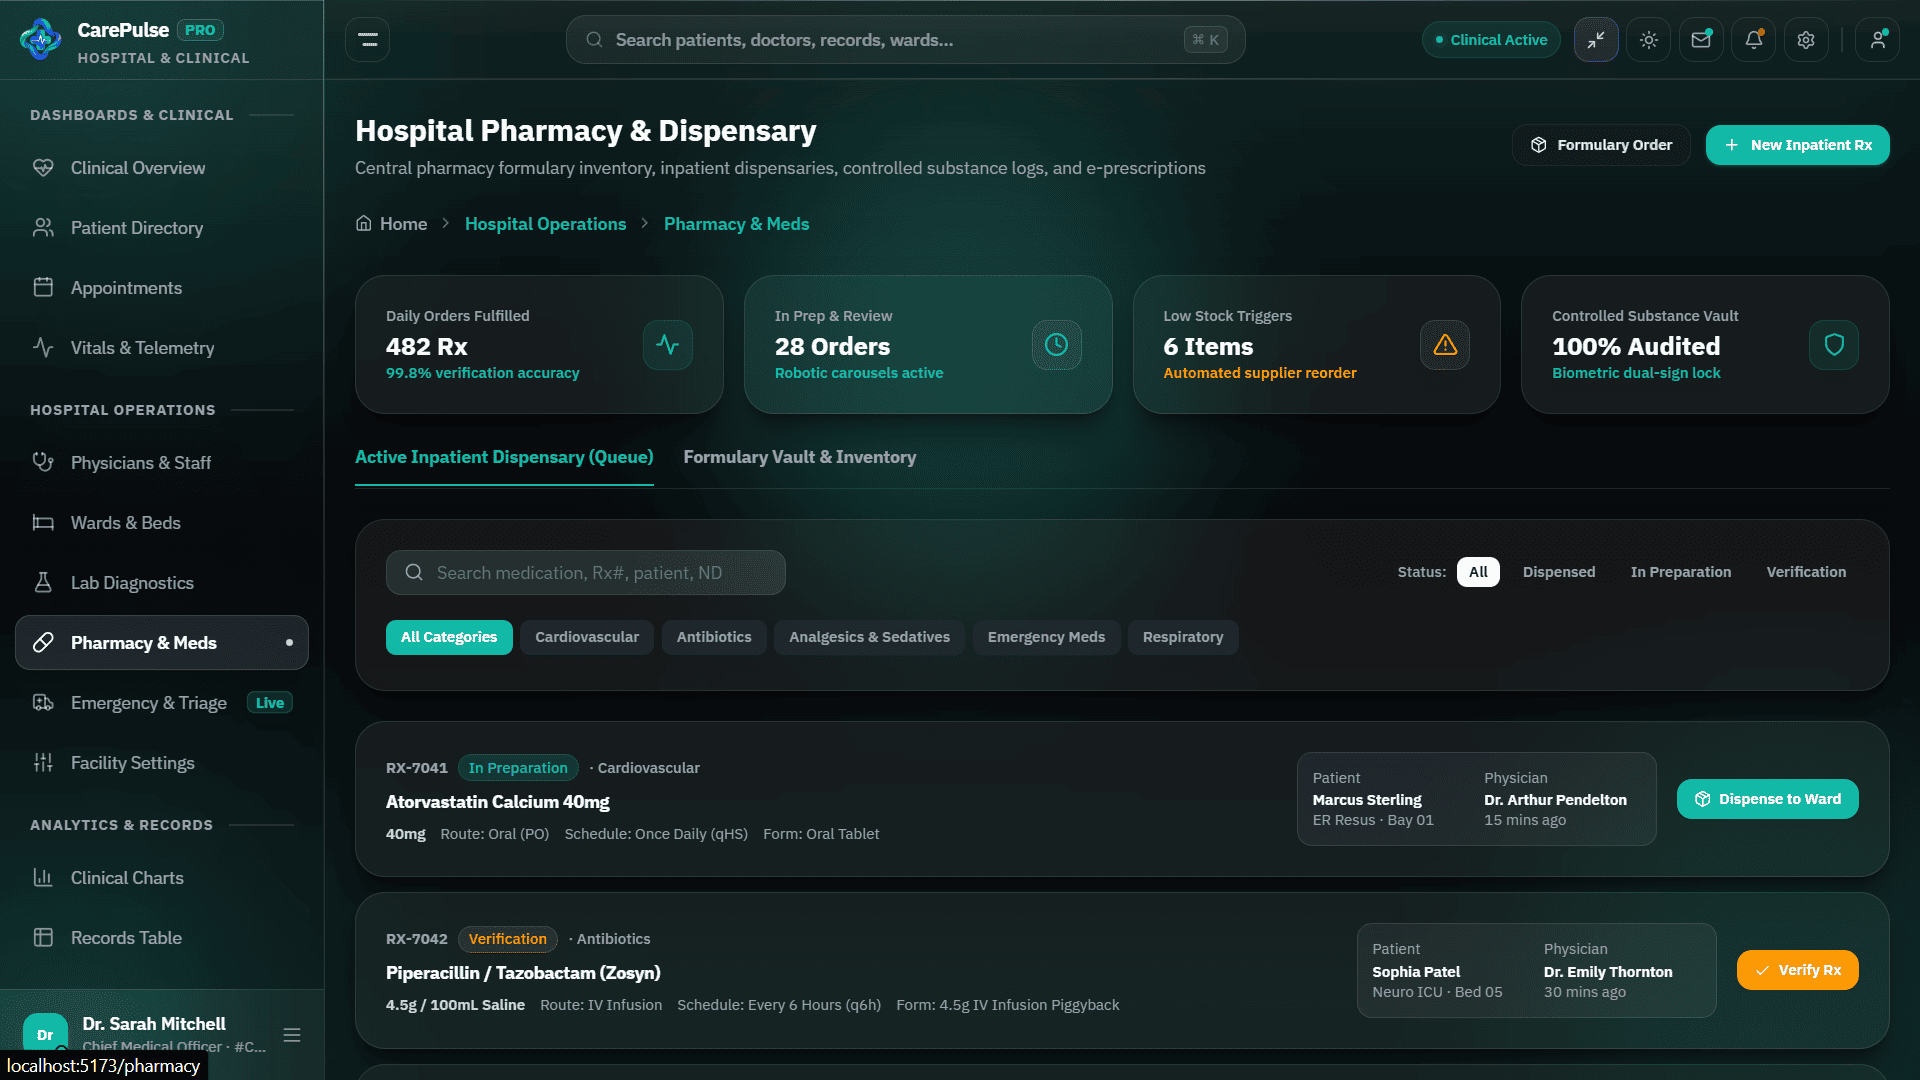 CarePulse PRO
HOSPITAL & CLINICAL
Search patients, doctors, records, wards...
⌘ K
Clinical Active
DASHBOARDS & CLINICAL
Clinical Overview
Patient Directory
Appointments
Vitals & Telemetry
HOSPITAL OPERATIONS
Physicians & Staff
Wards & Beds
Lab Diagnostics
Pharmacy & Meds
Emergency & Triage Live
Facility Settings
ANALYTICS & RECORDS
Clinical Charts
Records Table
Dr
Dr. Sarah Mitchell
Chief Medical Officer · #C...
localhost:5173/pharmacy
Hospital Pharmacy & Dispensary
Central pharmacy formulary inventory, inpatient dispensaries, controlled substance logs, and e-prescriptions
Formulary Order
New Inpatient Rx
Home > Hospital Operations > Pharmacy & Meds
Daily Orders Fulfilled
482 Rx
99.8% verification accuracy
In Prep & Review
28 Orders
Robotic carousels active
Low Stock Triggers
6 Items
Automated supplier reorder
Controlled Substance Vault
100% Audited
Biometric dual-sign lock
Active Inpatient Dispensary (Queue)
Formulary Vault & Inventory
Search medication, Rx#, patient, ND
Status: All Dispensed In Preparation Verification
All Categories Cardiovascular Antibiotics Analgesics & Sedatives Emergency Meds Respiratory
RX-7041 In Preparation · Cardiovascular
Atorvastatin Calcium 40mg
40mg Route: Oral (PO) Schedule: Once Daily (qHS) Form: Oral Tablet
Patient
Marcus Sterling
ER Resus · Bay 01
Physician
Dr. Arthur Pendelton
15 mins ago
Dispense to Ward
RX-7042 Verification · Antibiotics
Piperacillin / Tazobactam (Zosyn)
4.5g / 100mL Saline Route: IV Infusion Schedule: Every 6 Hours (q6h) Form: 4.5g IV Infusion Piggyback
Patient
Sophia Patel
Neuro ICU · Bed 05
Physician
Dr. Emily Thornton
30 mins ago
Verify Rx